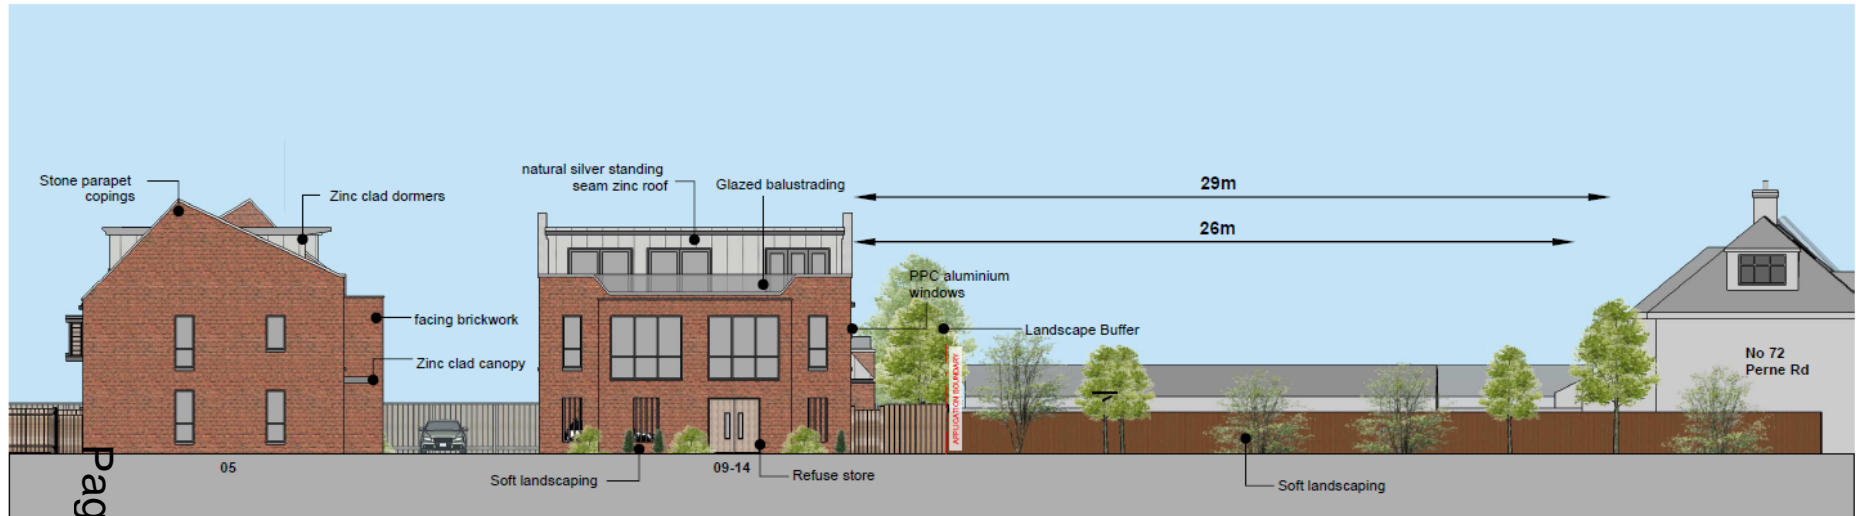 Stone parapet
copings
Zinc clad dormers
natural silver standing
seam zinc roof
Glazed balustrading
29m
26m
PPC aluminium
windows
facing brickwork
Landscape Buffer
Zinc clad canopy
No 72
Perne Rd
APPLICATION BOUNDARY
05
09-14
Soft landscaping
Refuse store
Soft landscaping
Pag